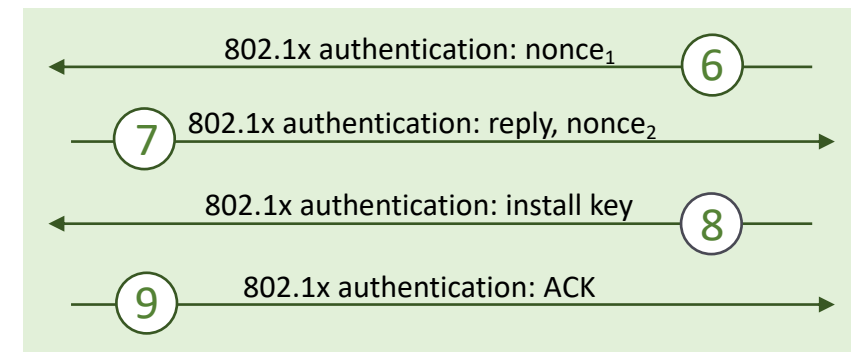 802.1x authentication: nonce₁
6
7
802.1x authentication: reply, nonce₂
802.1x authentication: install key
8
802.1x authentication: ACK
9